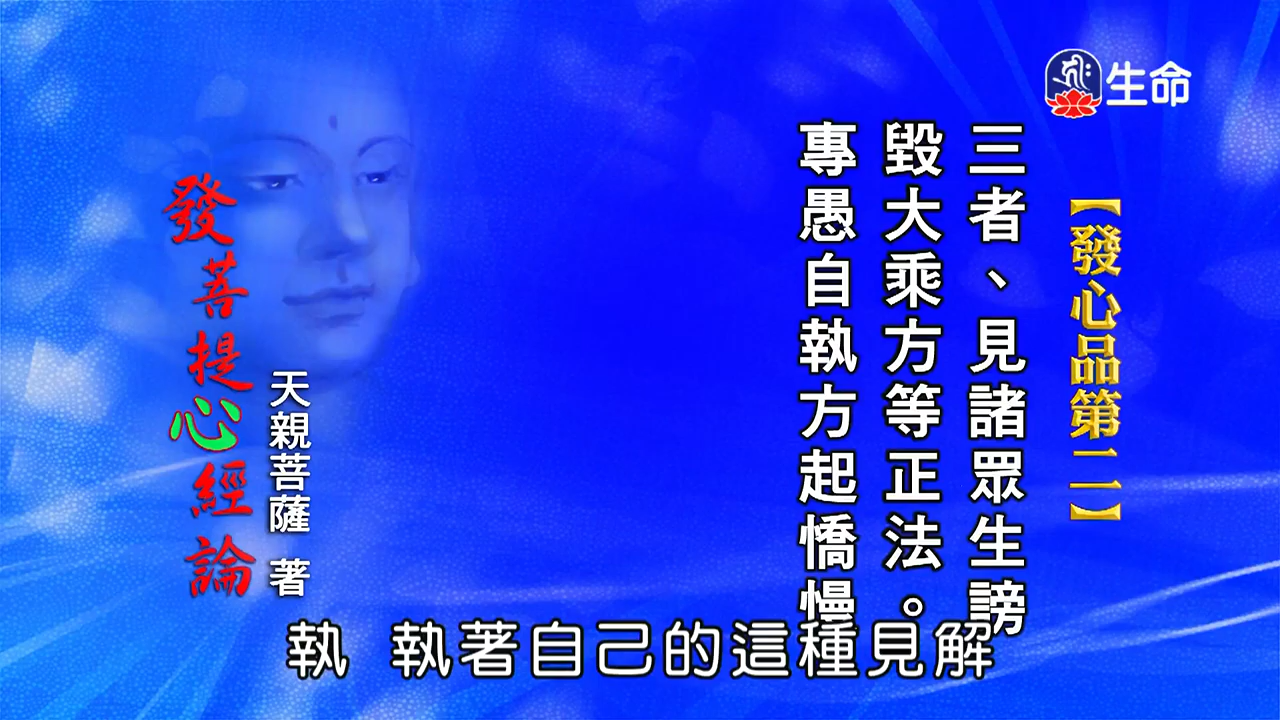 生命
【發心品第二】
三者、見諸眾生謗
毀大乘方等正法。
專愚自執方起憍慢
天親菩薩 著
發菩提心經論
執 執著自己的這種見解